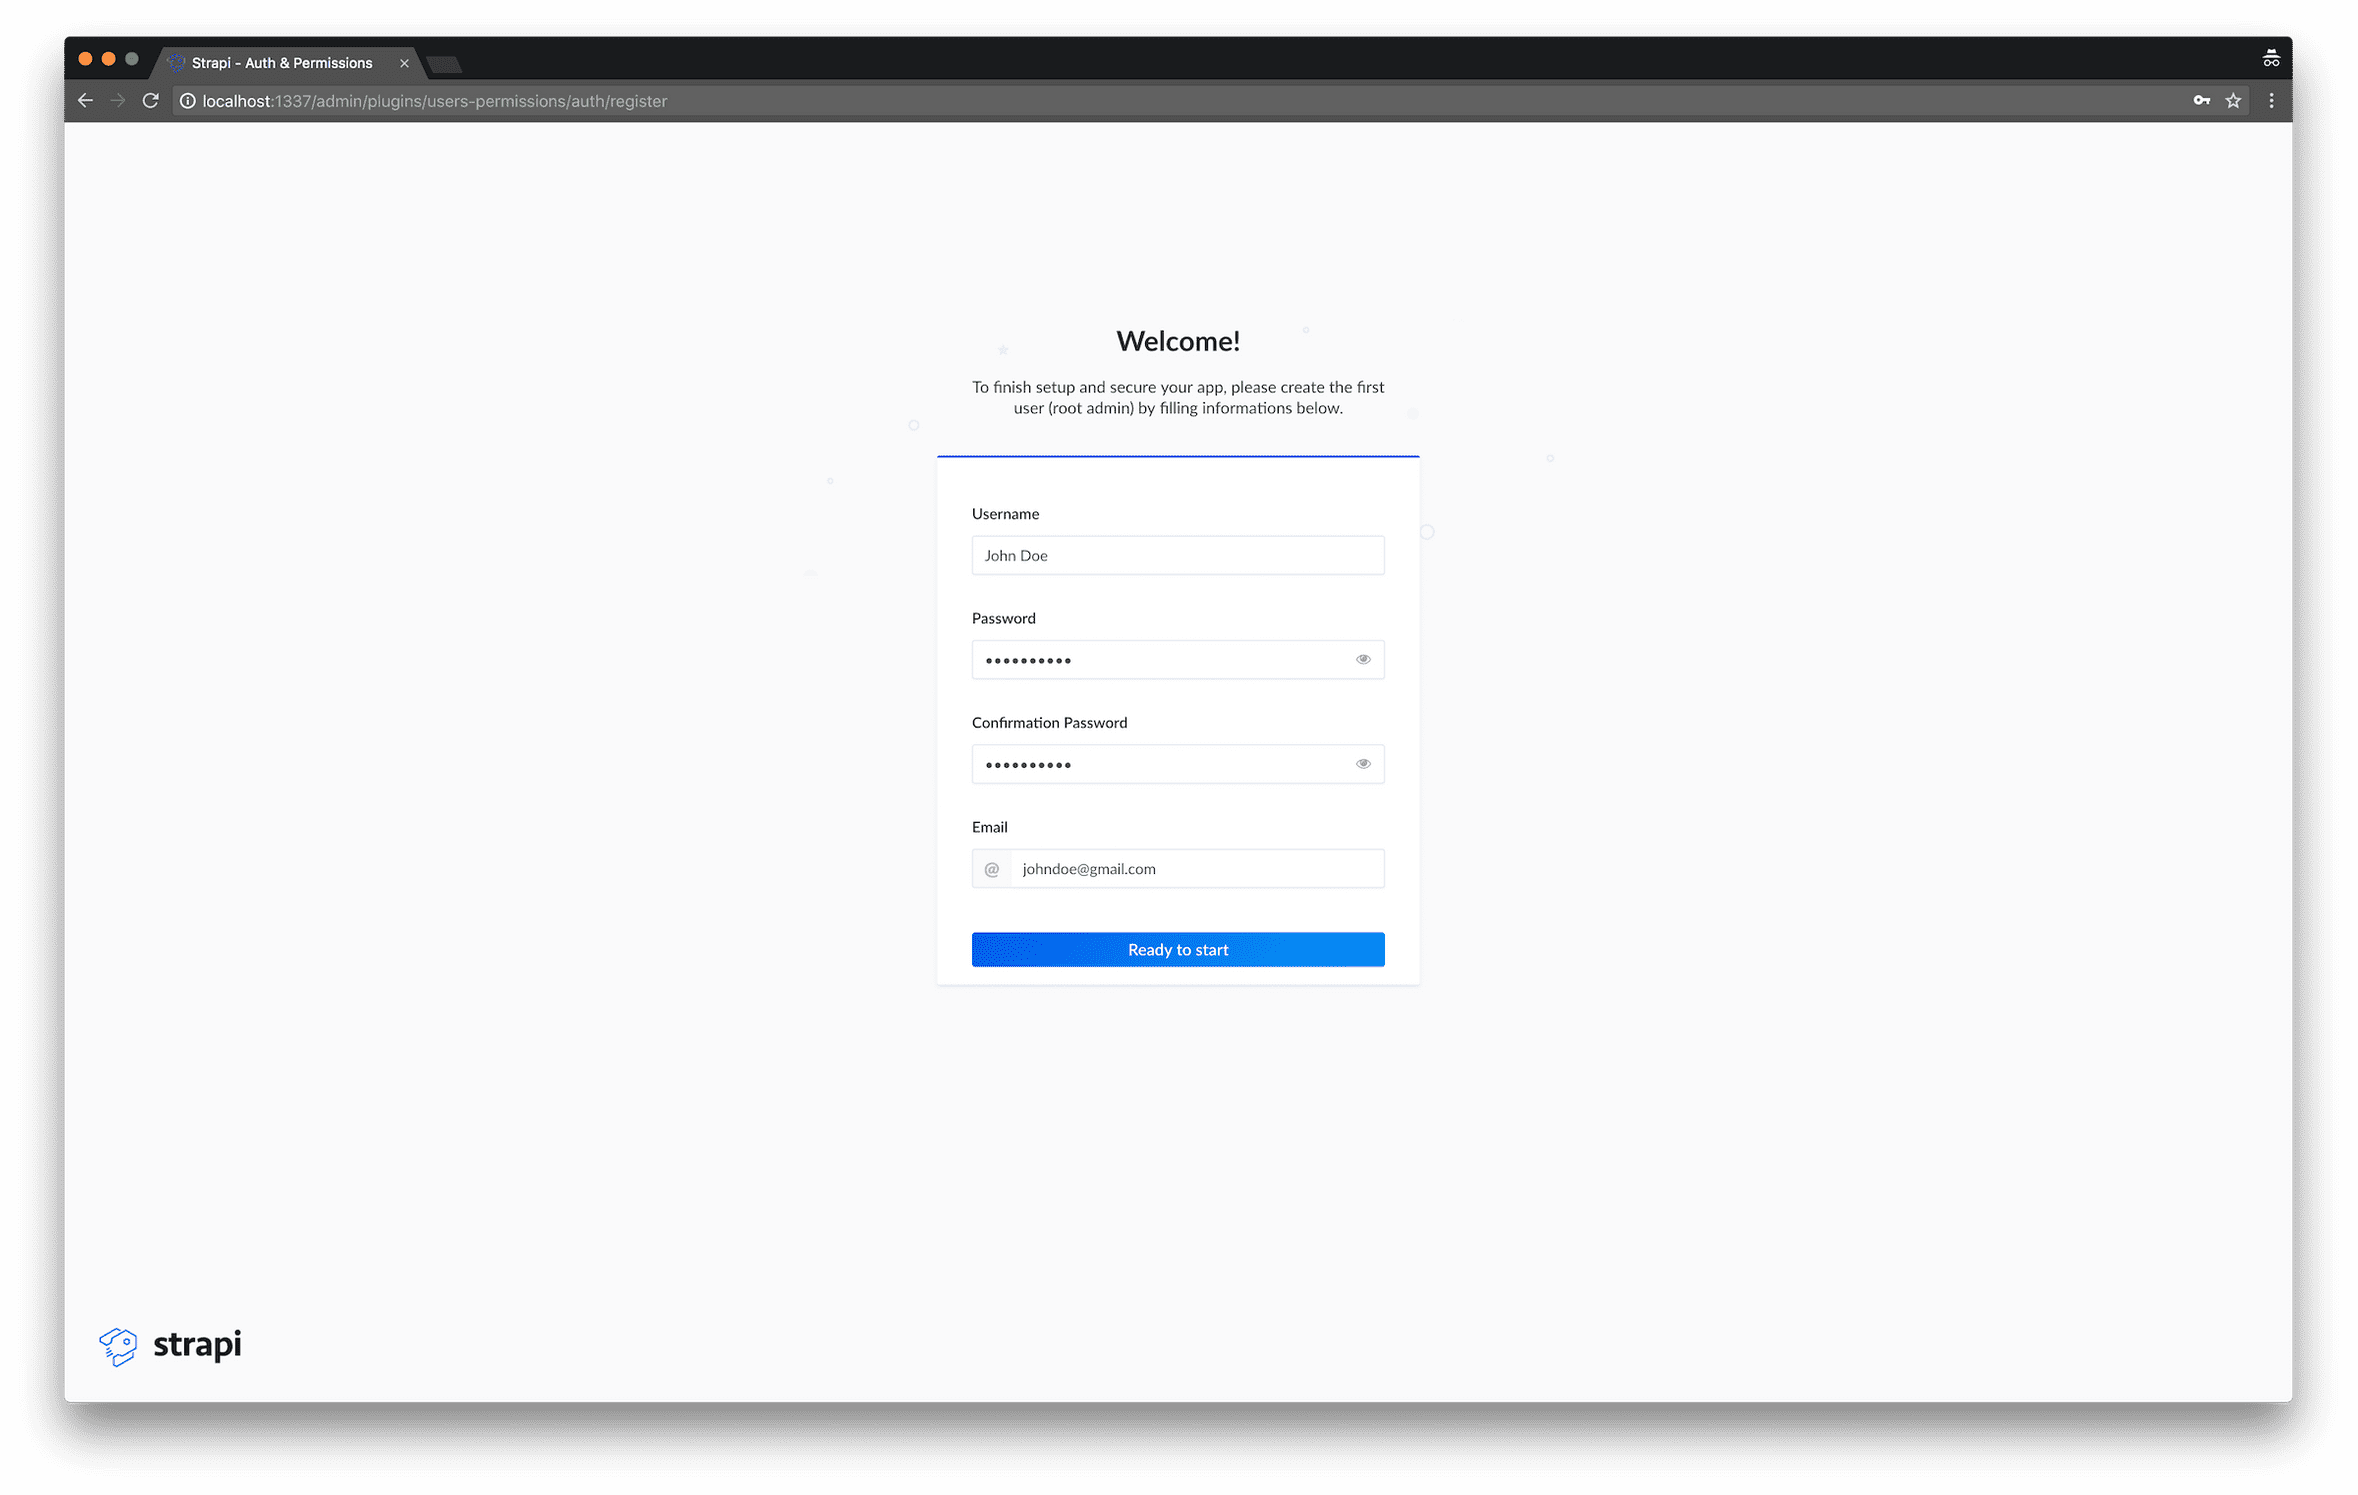 Strapi - Auth & Permissions
localhost:1337/admin/plugins/users-permissions/auth/register
Welcome!
To finish setup and secure your app, please create the first
user (root admin) by filling informations below.
Username
John Doe
Password
••••••••••
Confirmation Password
••••••••••
Email
@ johndoe@gmail.com
Ready to start
strapi